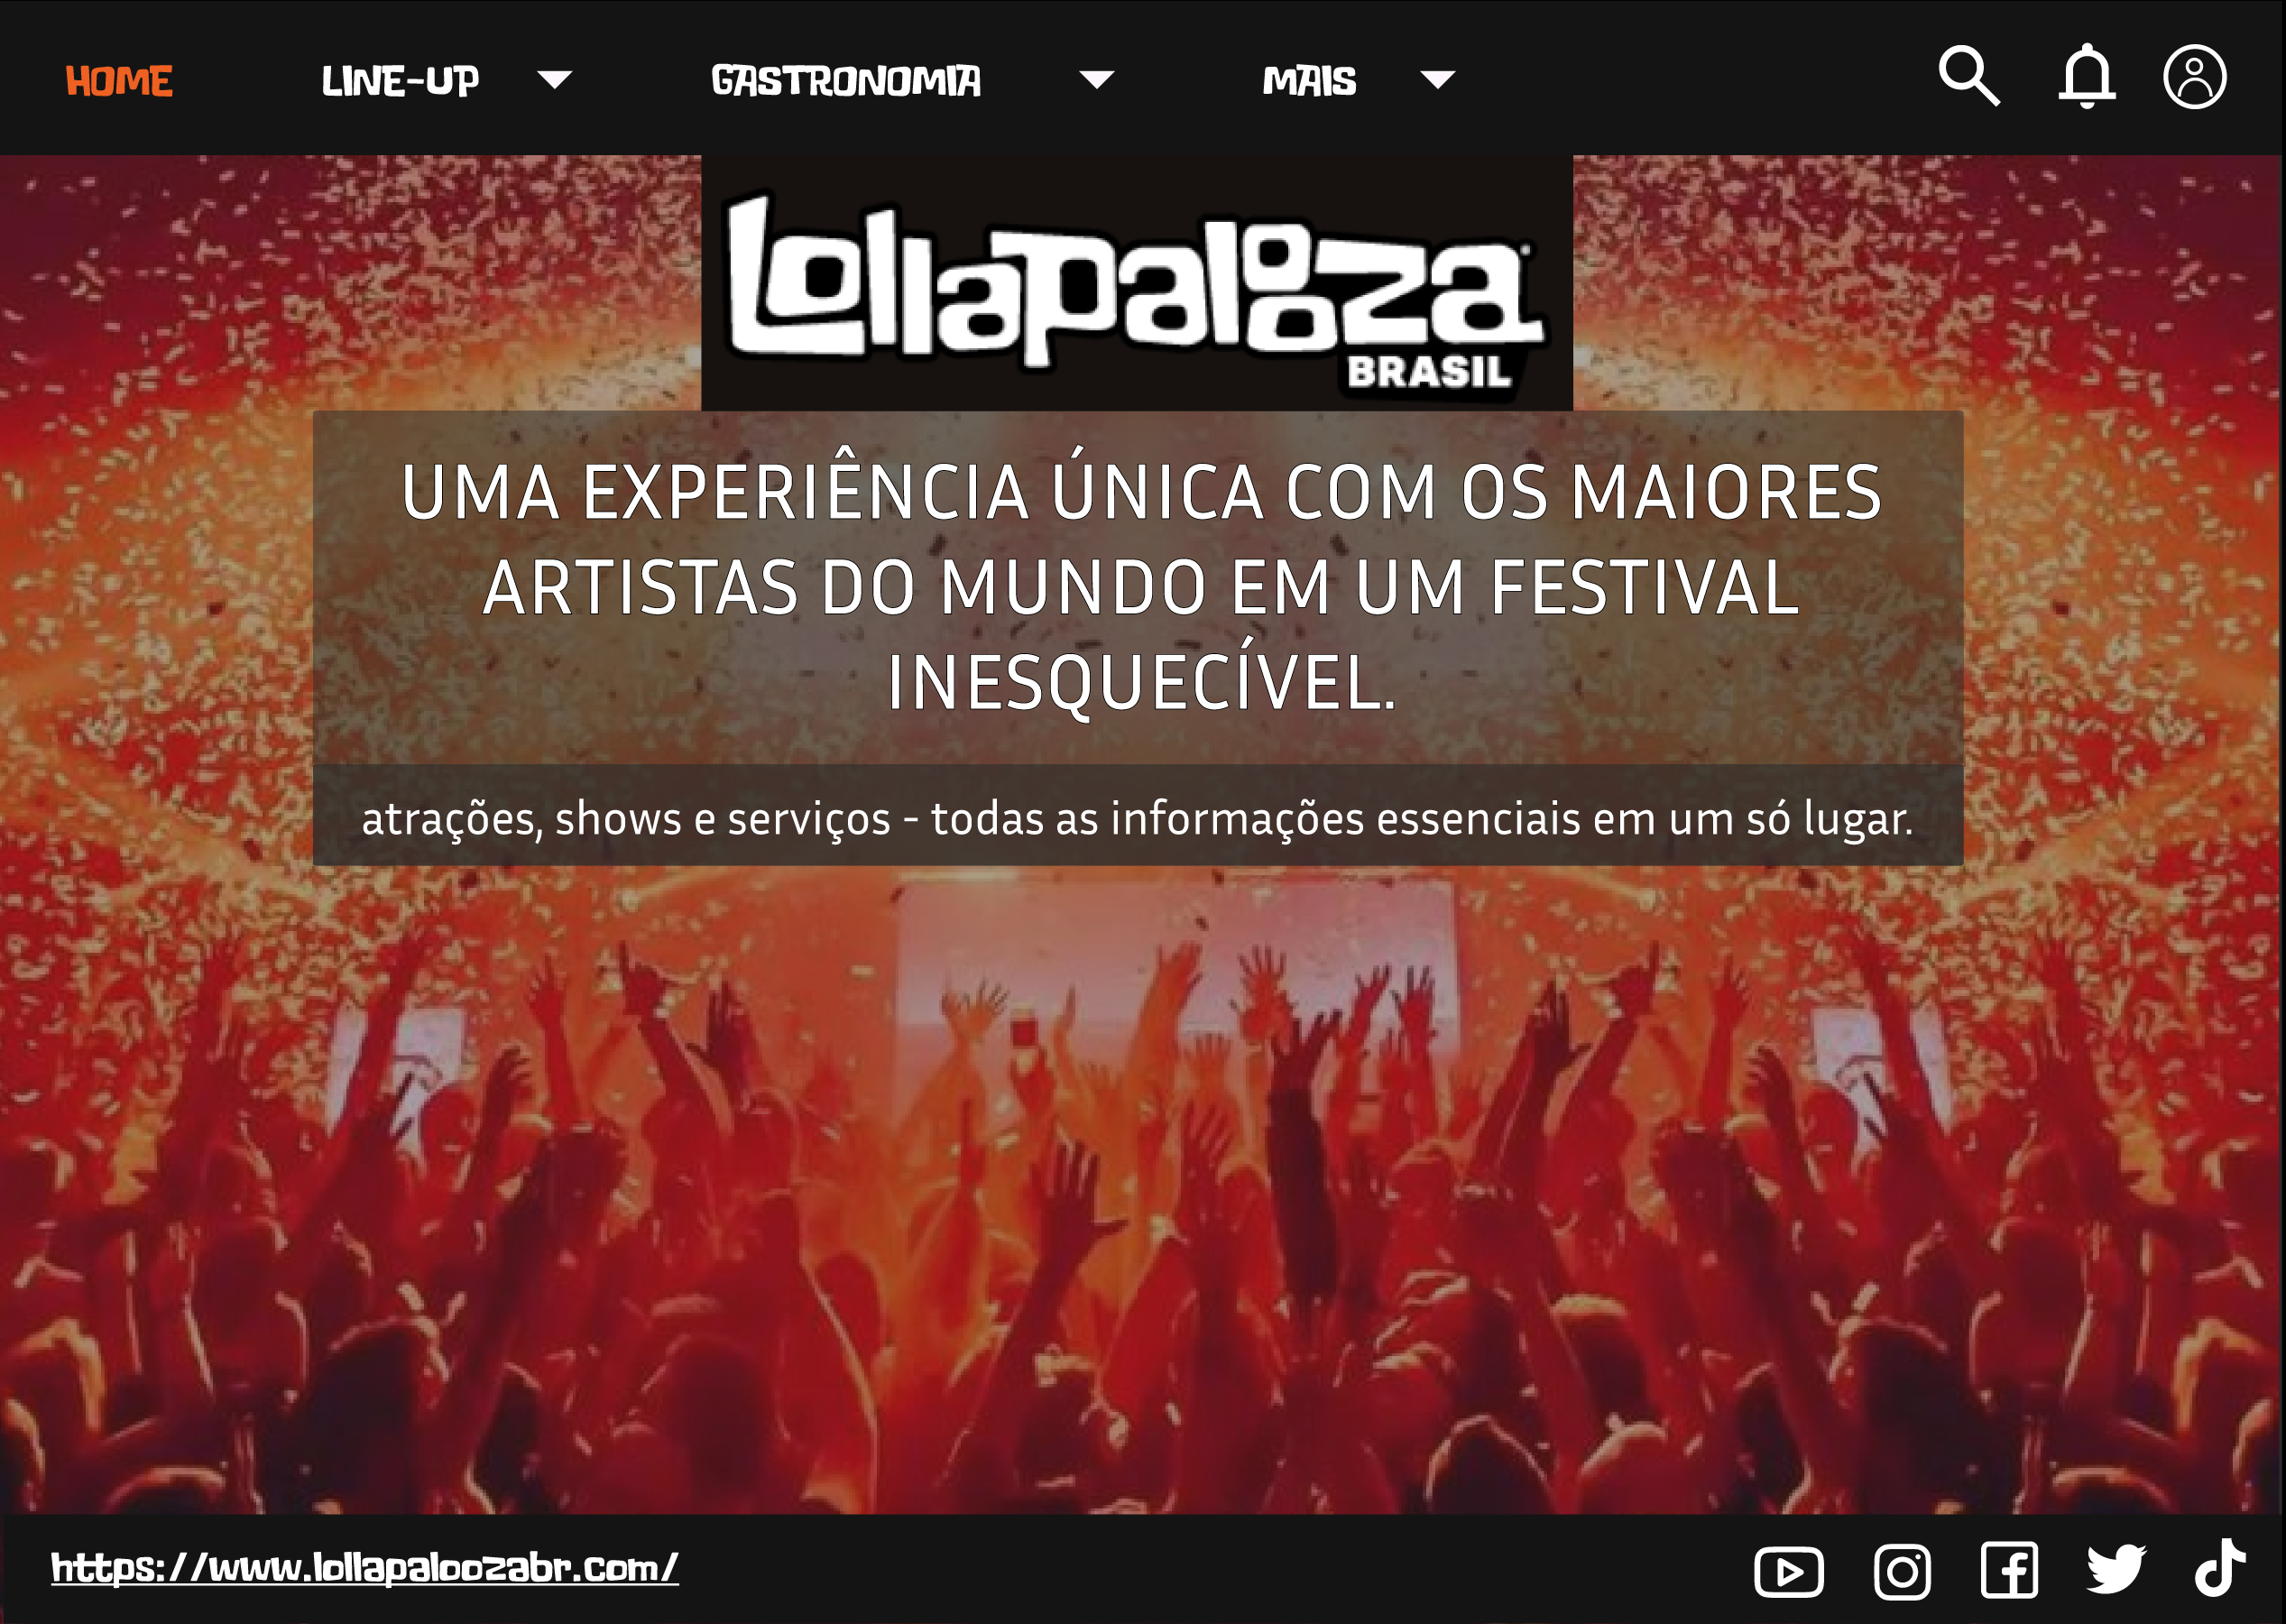 HOME LINE-UP GASTRONOMIA MAIS
Lollapalooza
BRASIL
UMA EXPERIÊNCIA ÚNICA COM OS MAIORES
ARTISTAS DO MUNDO EM UM FESTIVAL
INESQUECÍVEL.
atrações, shows e serviços - todas as informações essenciais em um só lugar.
https://www.lollapaloozabr.com/